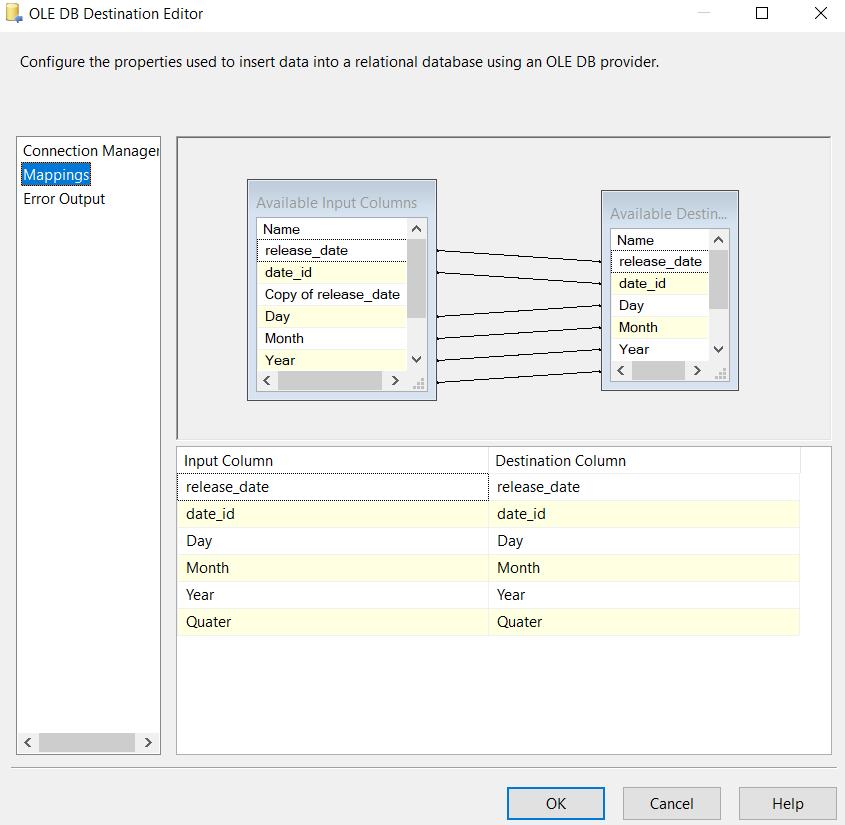 OLE DB Destination Editor
Configure the properties used to insert data into a relational database using an OLE DB provider.
Connection Manager
Mappings
Error Output
Available Input Columns
Name
release_date
date_id
Copy of release_date
Day
Month
Year
Available Destin...
Name
release_date
date_id
Day
Month
Year
Input Column Destination Column
release_date release_date
date_id date_id
Day Day
Month Month
Year Year
Quater Quater
OK Cancel Help